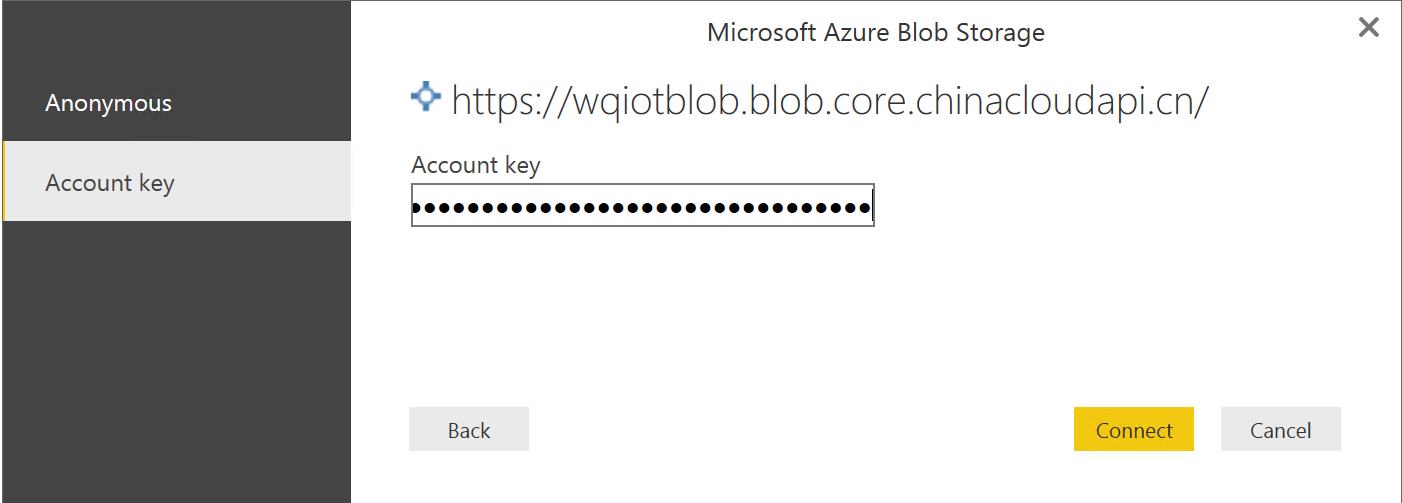 Microsoft Azure Blob Storage
Anonymous
Account key
https://wqiotblob.blob.core.chinacloudapi.cn/
Account key
●●●●●●●●●●●●●●●●●●●●●●●●●●●●●●●●
Back
Connect
Cancel